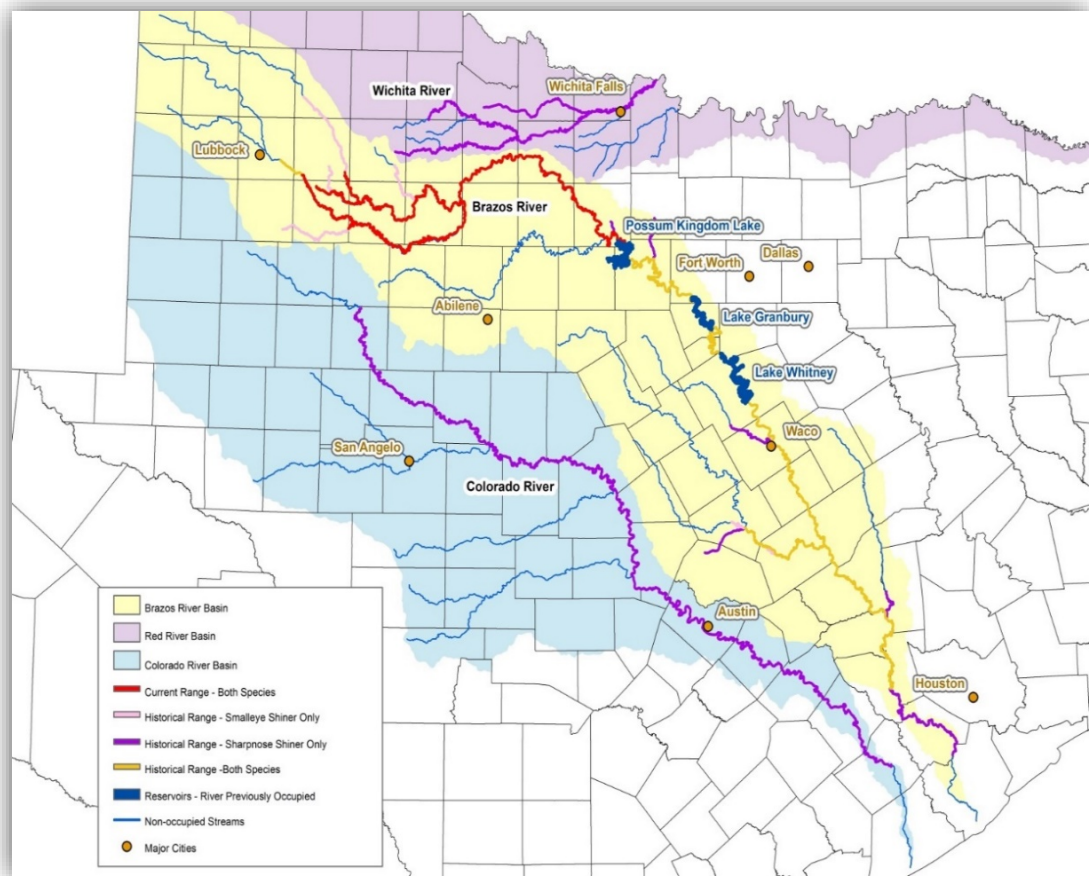 Wichita River
Wichita Falls
Lubbock
Brazos River
Possum Kingdom Lake
Fort Worth
Dallas
Abilene
Lake Granbury
Lake Whitney
Waco
San Angelo
Colorado River
Austin
Houston
Brazos River Basin
Red River Basin
Colorado River Basin
Current Range - Both Species
Historical Range - Smalleye Shiner Only
Historical Range - Sharpnose Shiner Only
Historical Range -Both Species
Reservoirs - River Previously Occupied
Non-occupied Streams
Major Cities